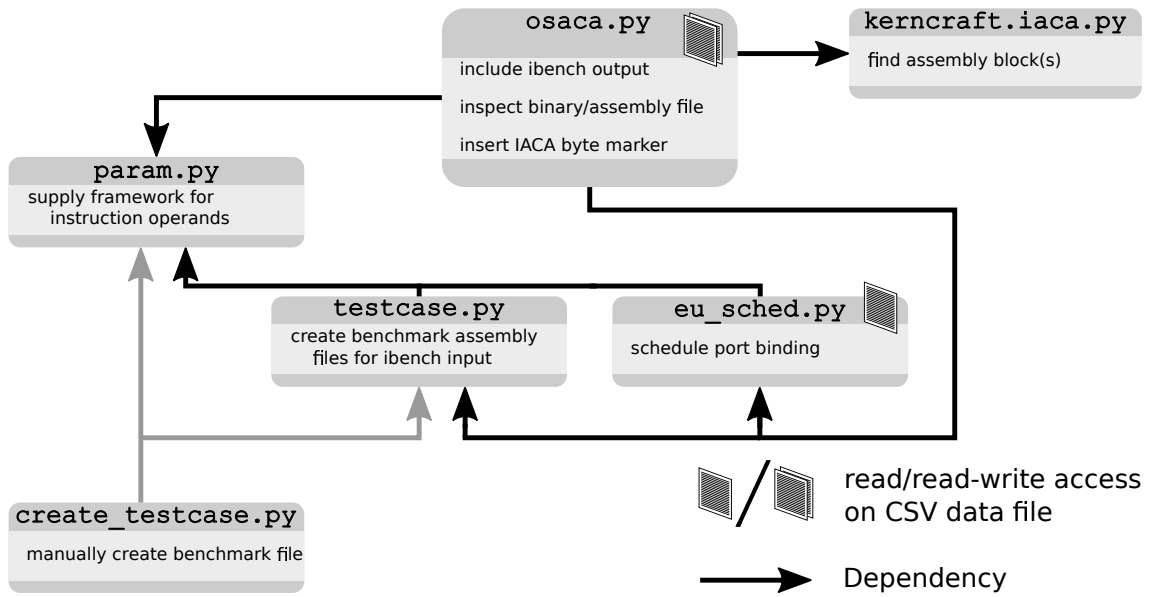 osaca.py
include ibench output
inspect binary/assembly file
insert IACA byte marker
kerncraft.iaca.py
find assembly block(s)
param.py
supply framework for
instruction operands
testcase.py
create benchmark assembly
files for ibench input
eu_sched.py
schedule port binding
create_testcase.py
manually create benchmark file
read/read-write access
on CSV data file
Dependency